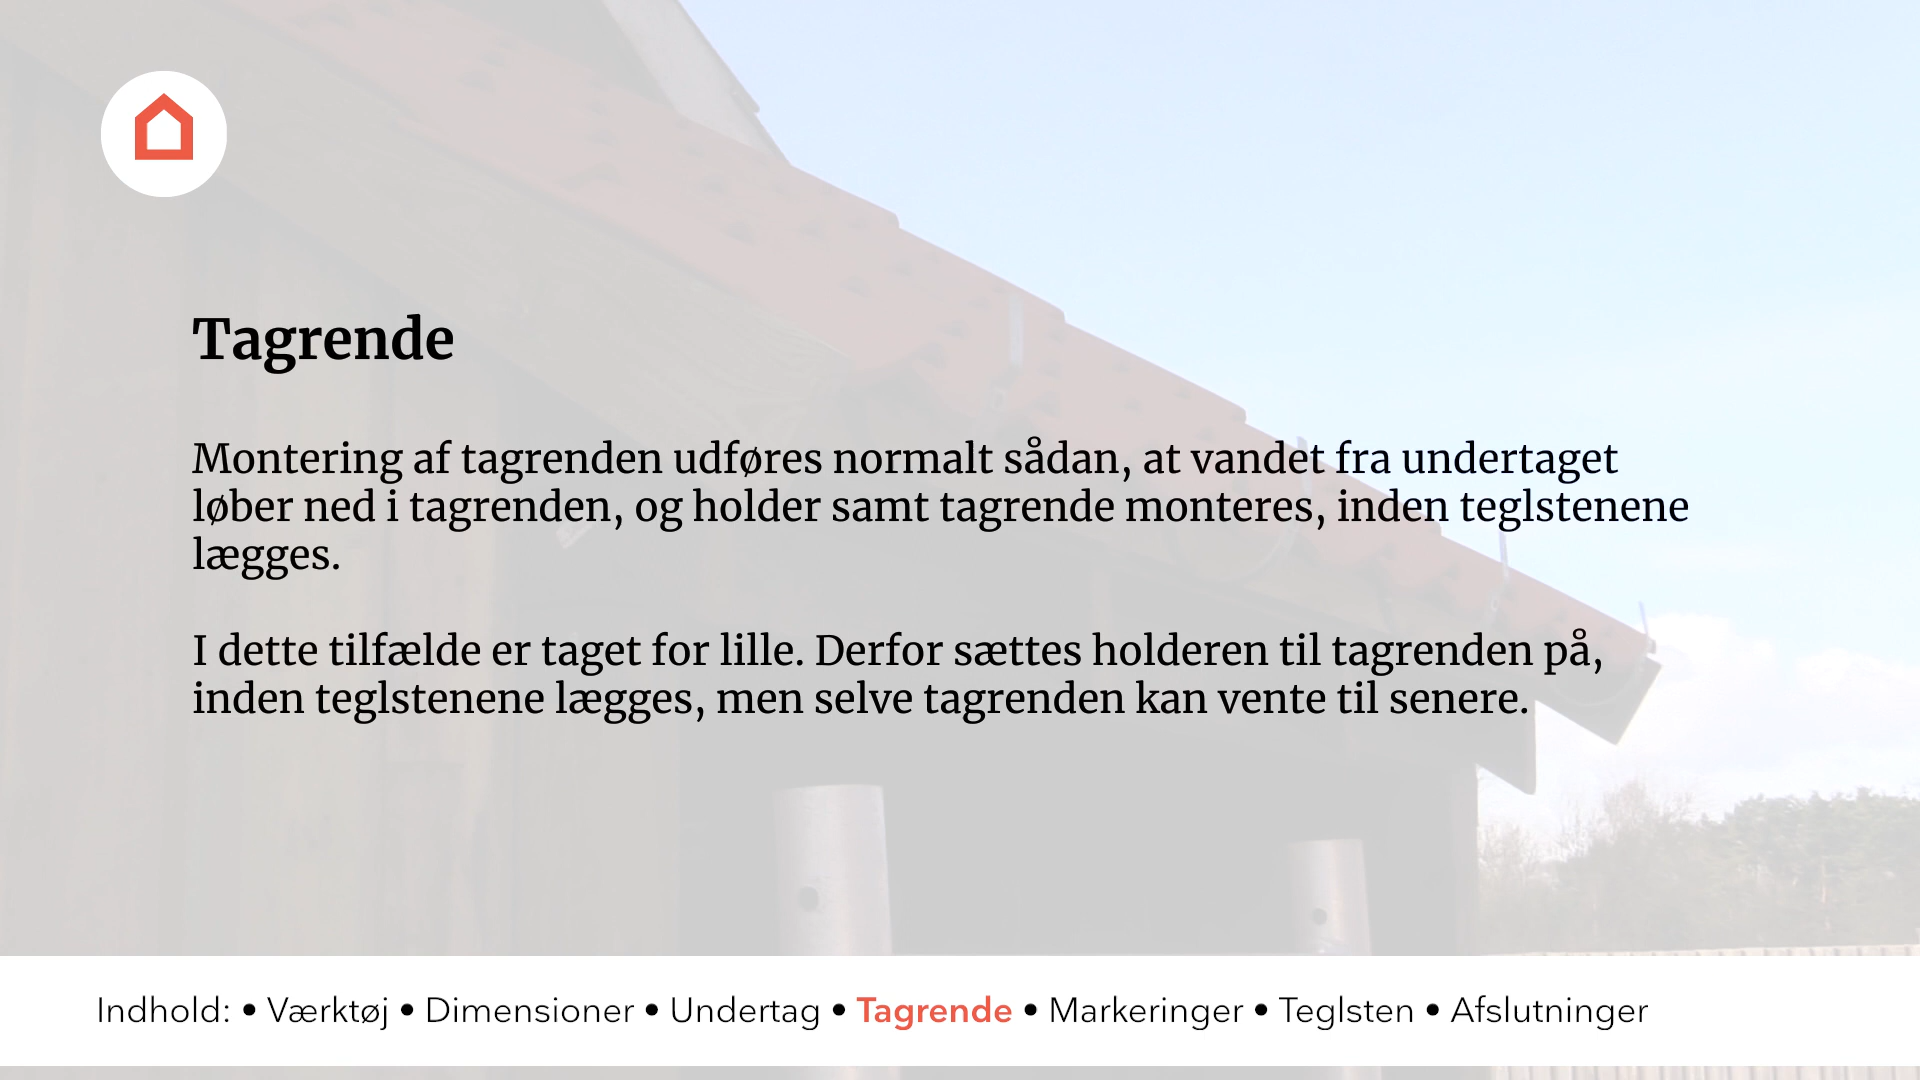 Tagrende
Montering af tagrenden udføres normalt sådan, at vandet fra undertaget
løber ned i tagrenden, og holder samt tagrende monteres, inden teglstenene
lægges.
I dette tilfælde er taget for lille. Derfor sættes holderen til tagrenden på,
inden teglstenene lægges, men selve tagrenden kan vente til senere.
Indhold: • Værktøj • Dimensioner • Undertag • Tagrende • Markeringer • Teglsten • Afslutninger